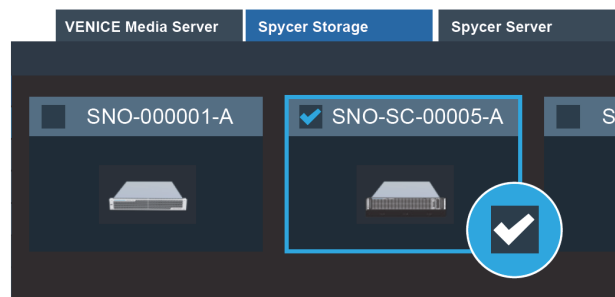 VENICE Media Server Spycer Storage Spycer Server
SNO-000001-A SNO-SC-00005-A S